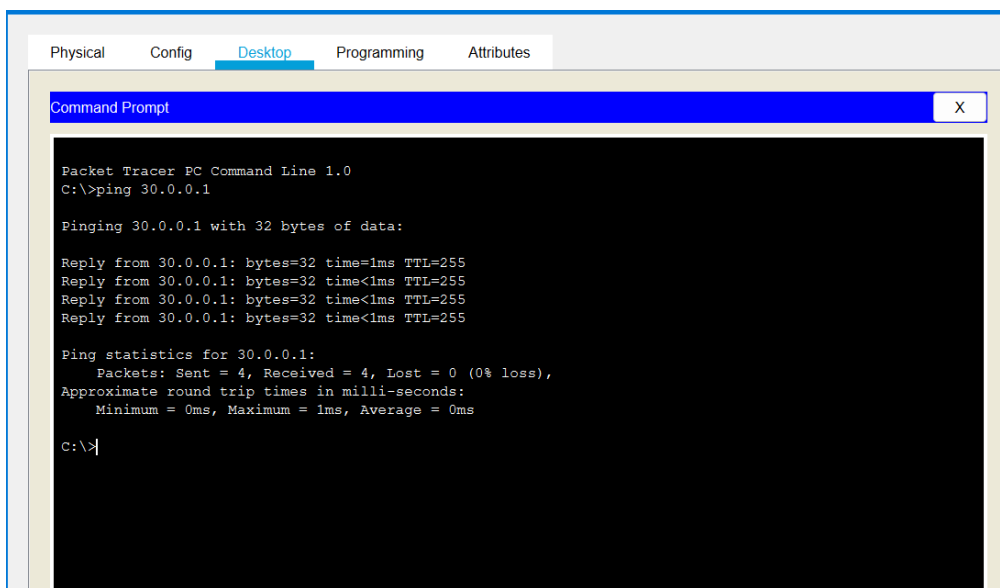 Physical Config Desktop Programming Attributes
Command Prompt
X
Packet Tracer PC Command Line 1.0
C:\>ping 30.0.0.1
Pinging 30.0.0.1 with 32 bytes of data:
Reply from 30.0.0.1: bytes=32 time=1ms TTL=255
Reply from 30.0.0.1: bytes=32 time<1ms TTL=255
Reply from 30.0.0.1: bytes=32 time<1ms TTL=255
Reply from 30.0.0.1: bytes=32 time<1ms TTL=255
Ping statistics for 30.0.0.1:
    Packets: Sent = 4, Received = 4, Lost = 0 (0% loss),
Approximate round trip times in milli-seconds:
    Minimum = 0ms, Maximum = 1ms, Average = 0ms
C:\>